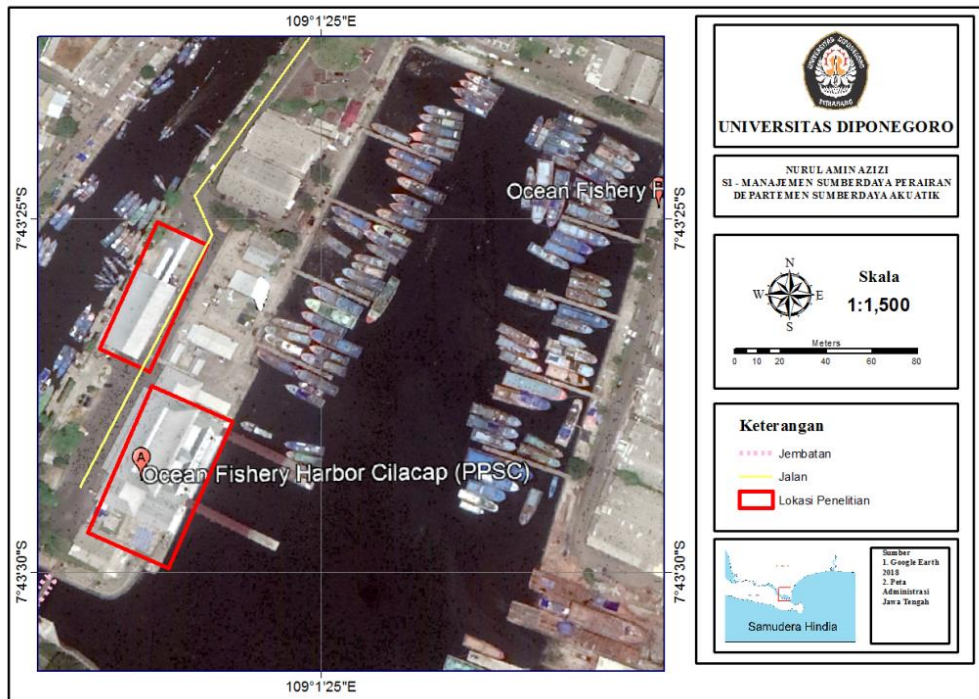 109°1'25"E
7°43'25"S
7°43'25"S
Ocean Fishery P
A
Ocean Fishery Harbor Cilacap (PPSC)
7°43'30"S
7°43'30"S
109°1'25"E
UNIVERSITAS DIPONEGORO
SEMARANG
UNIVERSITAS DIPONEGORO
NURUL AMIN AZIZI
S1 - MANAJEMEN SUMBERDAYA PERAIRAN
DEPARTEMEN SUMBERDAYA AKUATIK
N
W E
S
Skala
1:1,500
Meters
0 10 20 40 60 80
Keterangan
Jembatan
Jalan
Lokasi Penelitian
Samudera Hindia
Sumber
1. Google Earth
2018
2. Peta
Administrasi
Jawa Tengah